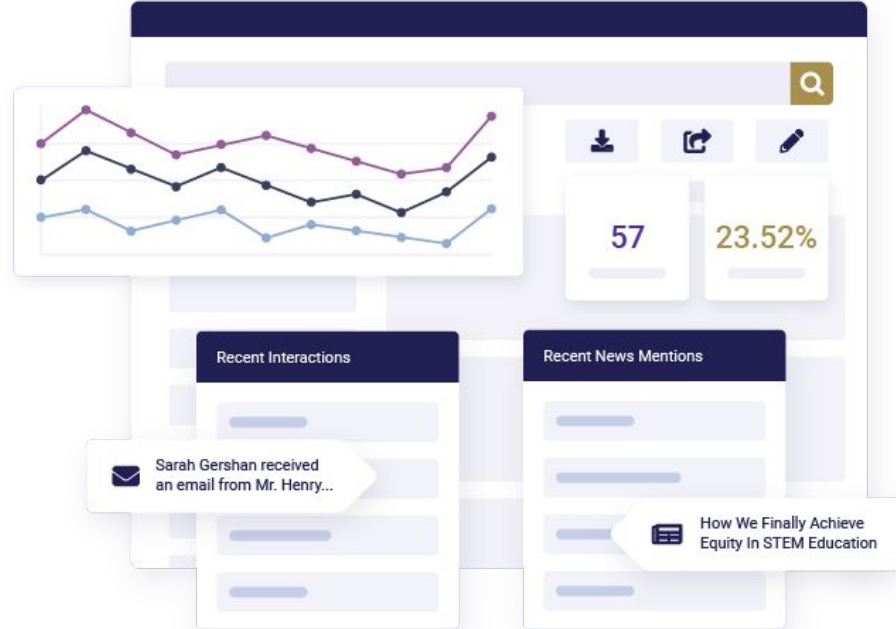 57
23.52%
Recent Interactions
Recent News Mentions
Sarah Gershan received
an email from Mr. Henry...
How We Finally Achieve
Equity In STEM Education